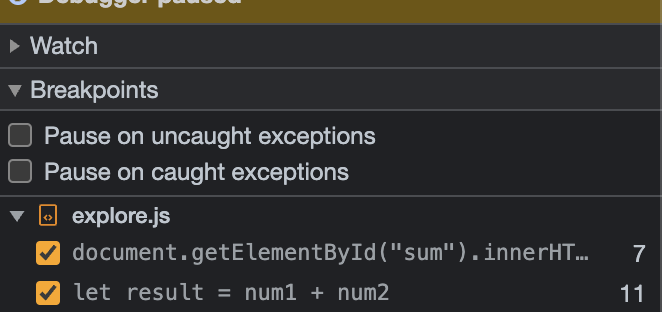 Debugger paused
Watch
Breakpoints
Pause on uncaught exceptions
Pause on caught exceptions
explore.js
document.getElementById("sum").innerHT… 7
let result = num1 + num2 11